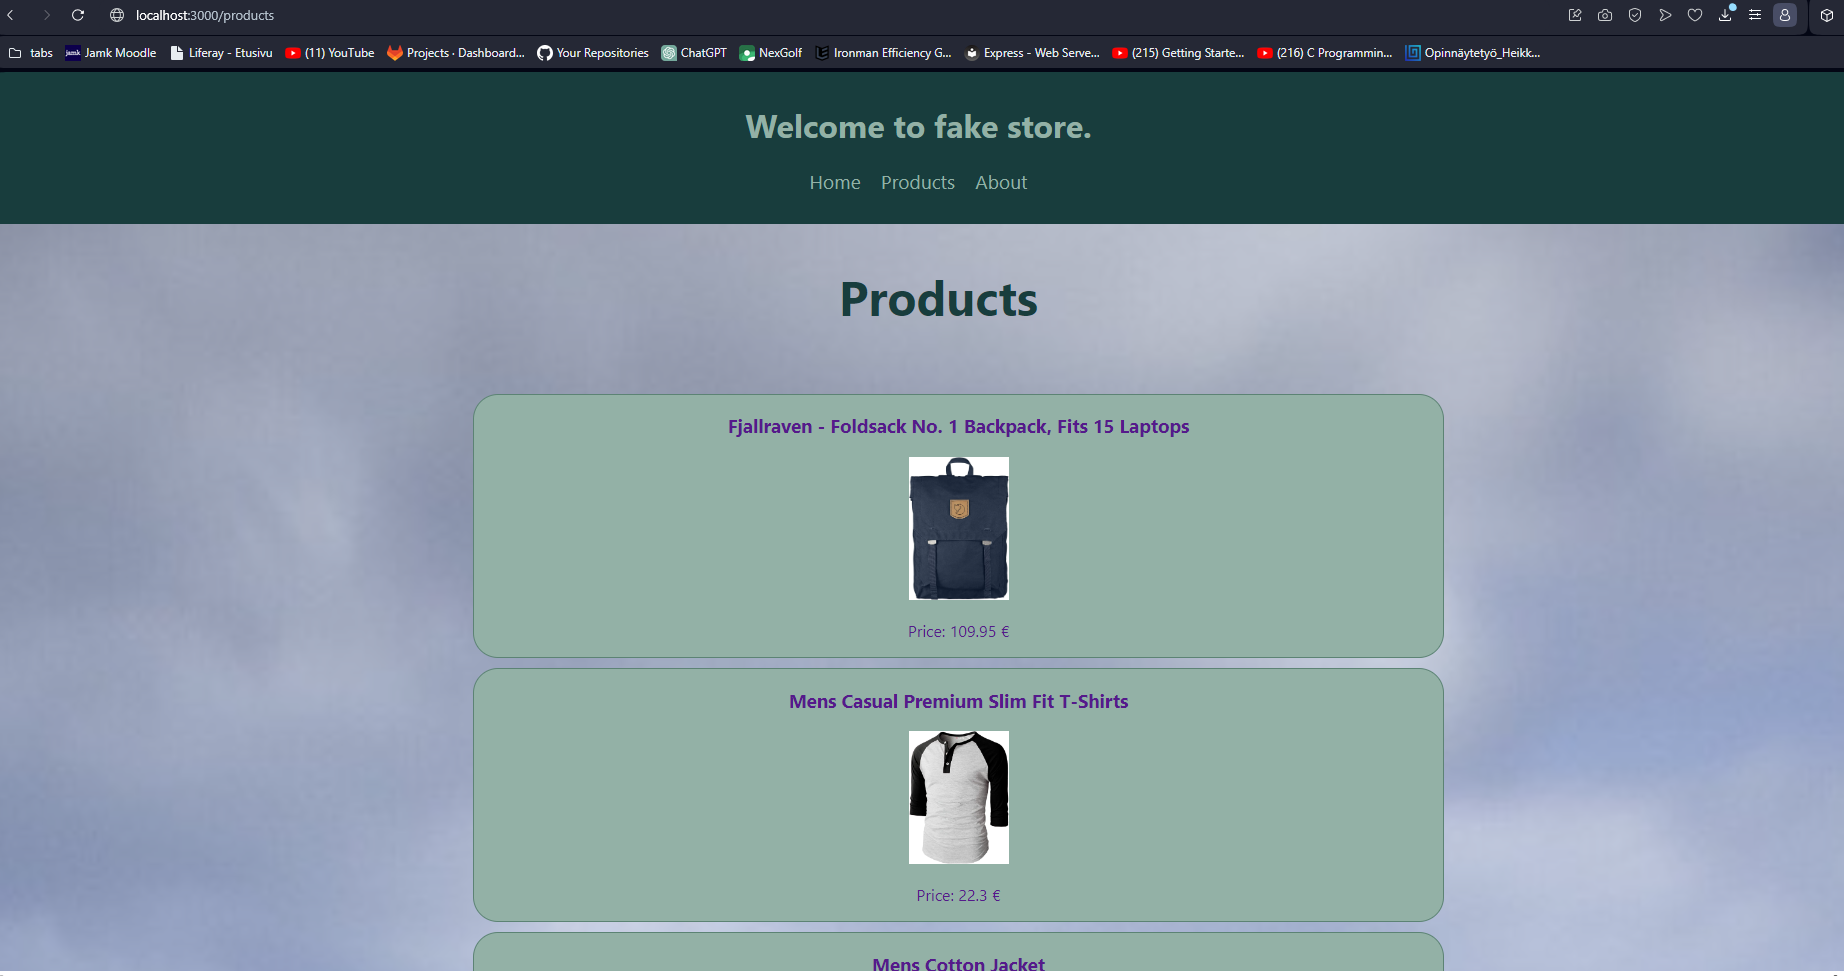 localhost:3000/products
tabs
Jamk Moodle
Liferay - Etusivu
(11) YouTube
Projects · Dashboard...
Your Repositories
ChatGPT
NexGolf
Ironman Efficiency G...
Express - Web Serve...
(215) Getting Starte...
(216) C Programmin...
Opinnäytetyö_Heikk...
Welcome to fake store.
Home Products About
Products
Fjallraven - Foldsack No. 1 Backpack, Fits 15 Laptops
Price: 109.95 €
Mens Casual Premium Slim Fit T-Shirts
Price: 22.3 €
Mens Cotton Jacket